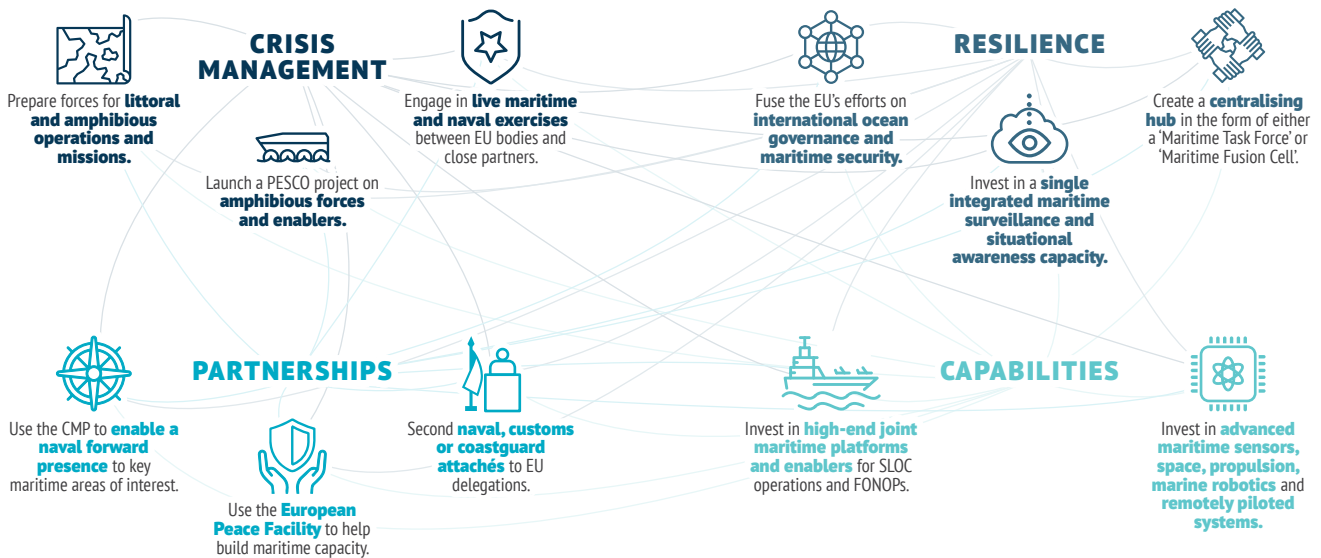 CRISIS
MANAGEMENT
Prepare forces for littoral
and amphibious
operations and
missions.
Launch a PESCO project on
amphibious forces
and enablers.
Engage in live maritime
and naval exercises
between EU bodies and
close partners.
RESILIENCE
Fuse the EU's efforts on
international ocean
governance and
maritime security.
Invest in a single
integrated maritime
surveillance and
situational
awareness capacity.
Create a centralising
hub in the form of either
a ‘Maritime Task Force’ or
‘Maritime Fusion Cell’.
PARTNERSHIPS
Use the CMP to enable a
naval forward
presence to key
maritime areas of interest.
Use the European
Peace Facility to help
build maritime capacity.
Second naval, customs
or coastguard
attachés to EU
delegations.
CAPABILITIES
Invest in high-end joint
maritime platforms
and enablers for SLOC
operations and FONOPs.
Invest in advanced
maritime sensors,
space, propulsion,
marine robotics and
remotely piloted
systems.